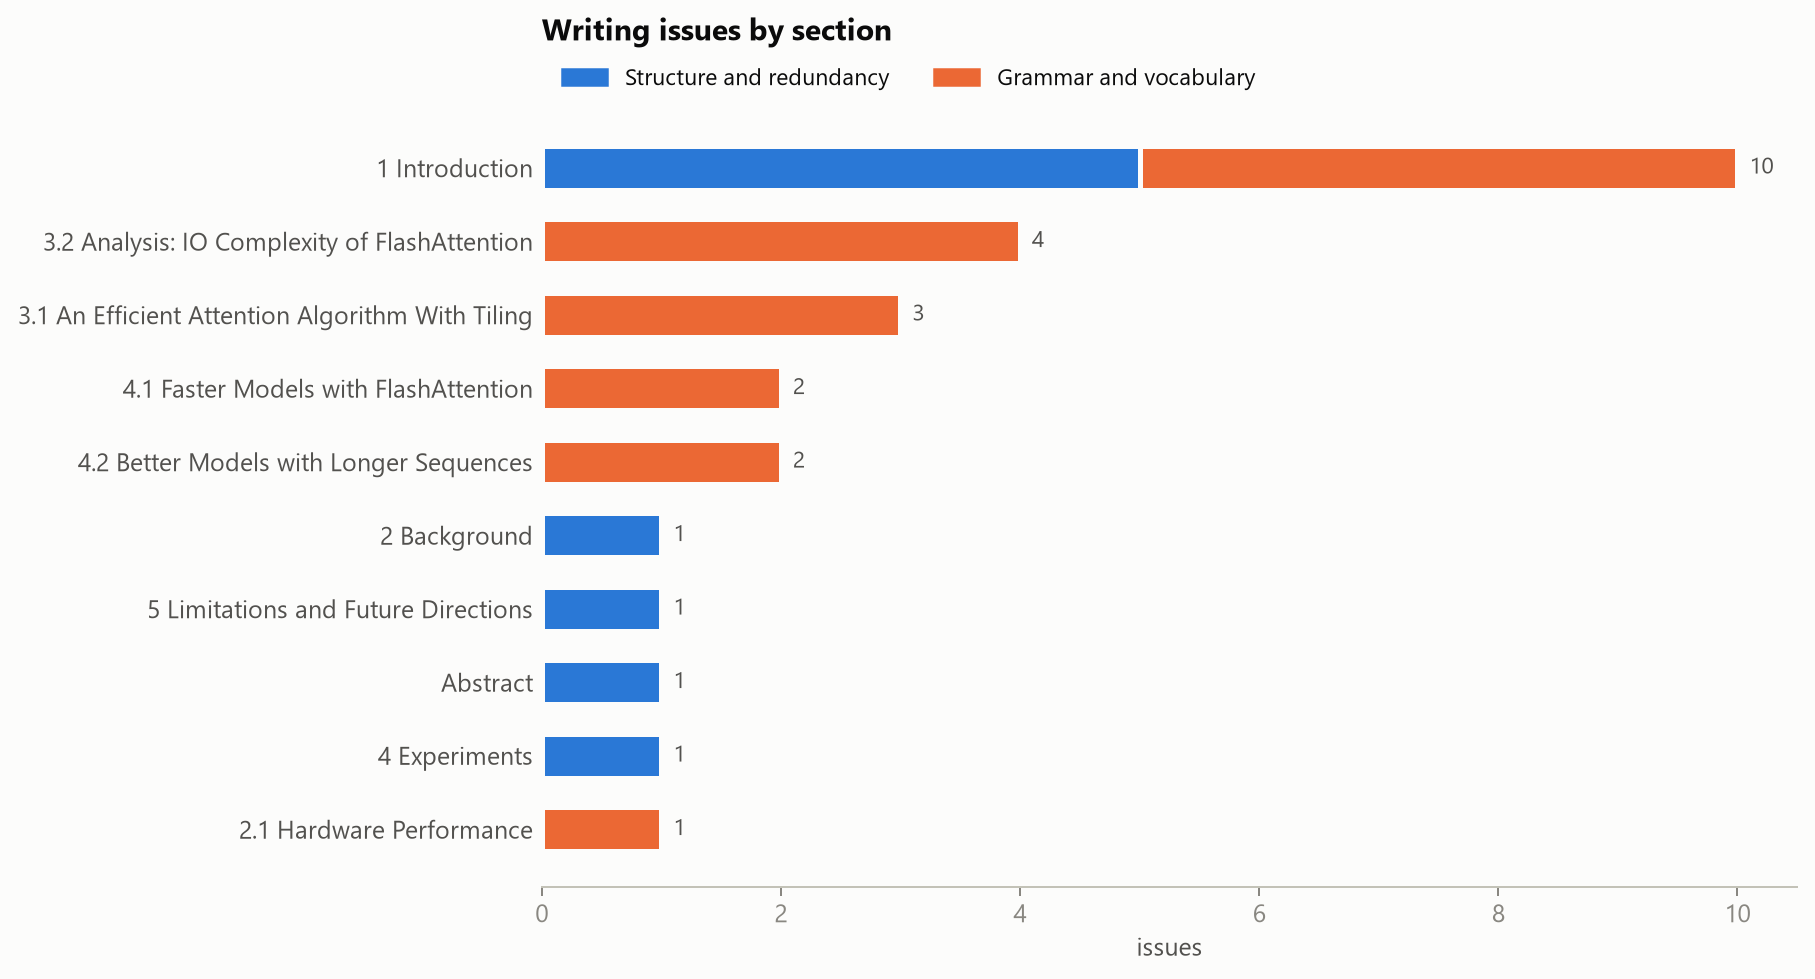 Writing issues by section
Structure and redundancy
Grammar and vocabulary
1 Introduction 10
3.2 Analysis: IO Complexity of FlashAttention 4
3.1 An Efficient Attention Algorithm With Tiling 3
4.1 Faster Models with FlashAttention 2
4.2 Better Models with Longer Sequences 2
2 Background 1
5 Limitations and Future Directions 1
Abstract 1
4 Experiments 1
2.1 Hardware Performance 1
0 2 4 6 8 10
issues